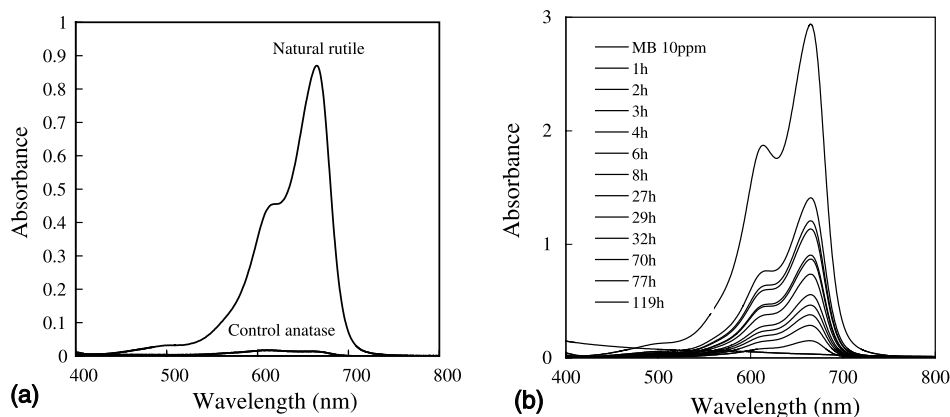 1
0.9
0.8
0.7
0.6
0.5
0.4
0.3
0.2
0.1
0
Absorbance
Natural rutile
Control anatase
400 500 600 700 800
Wavelength (nm)
(a)
3
2
1
0
Absorbance
MB 10ppm
1h
2h
3h
4h
6h
8h
27h
29h
32h
70h
77h
119h
400 500 600 700 800
Wavelength (nm)
(b)